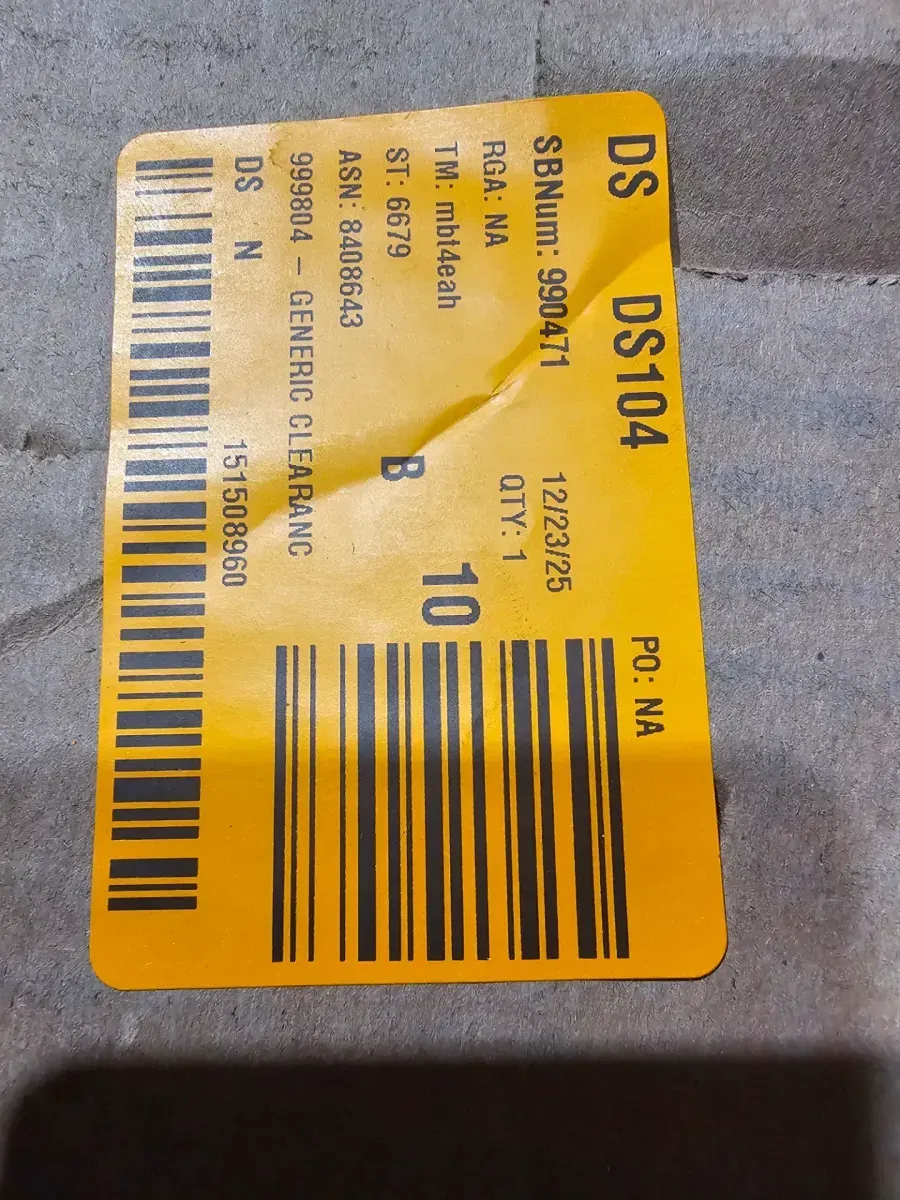 DS DS104 PO: NA
SBNum: 990471 12/23/25
RGA: NA QTY: 1
TM: mbt4eah 10
ST: 6679 B
ASN: 8408643
999804 - GENERIC CLEARANC
DS N 151508960